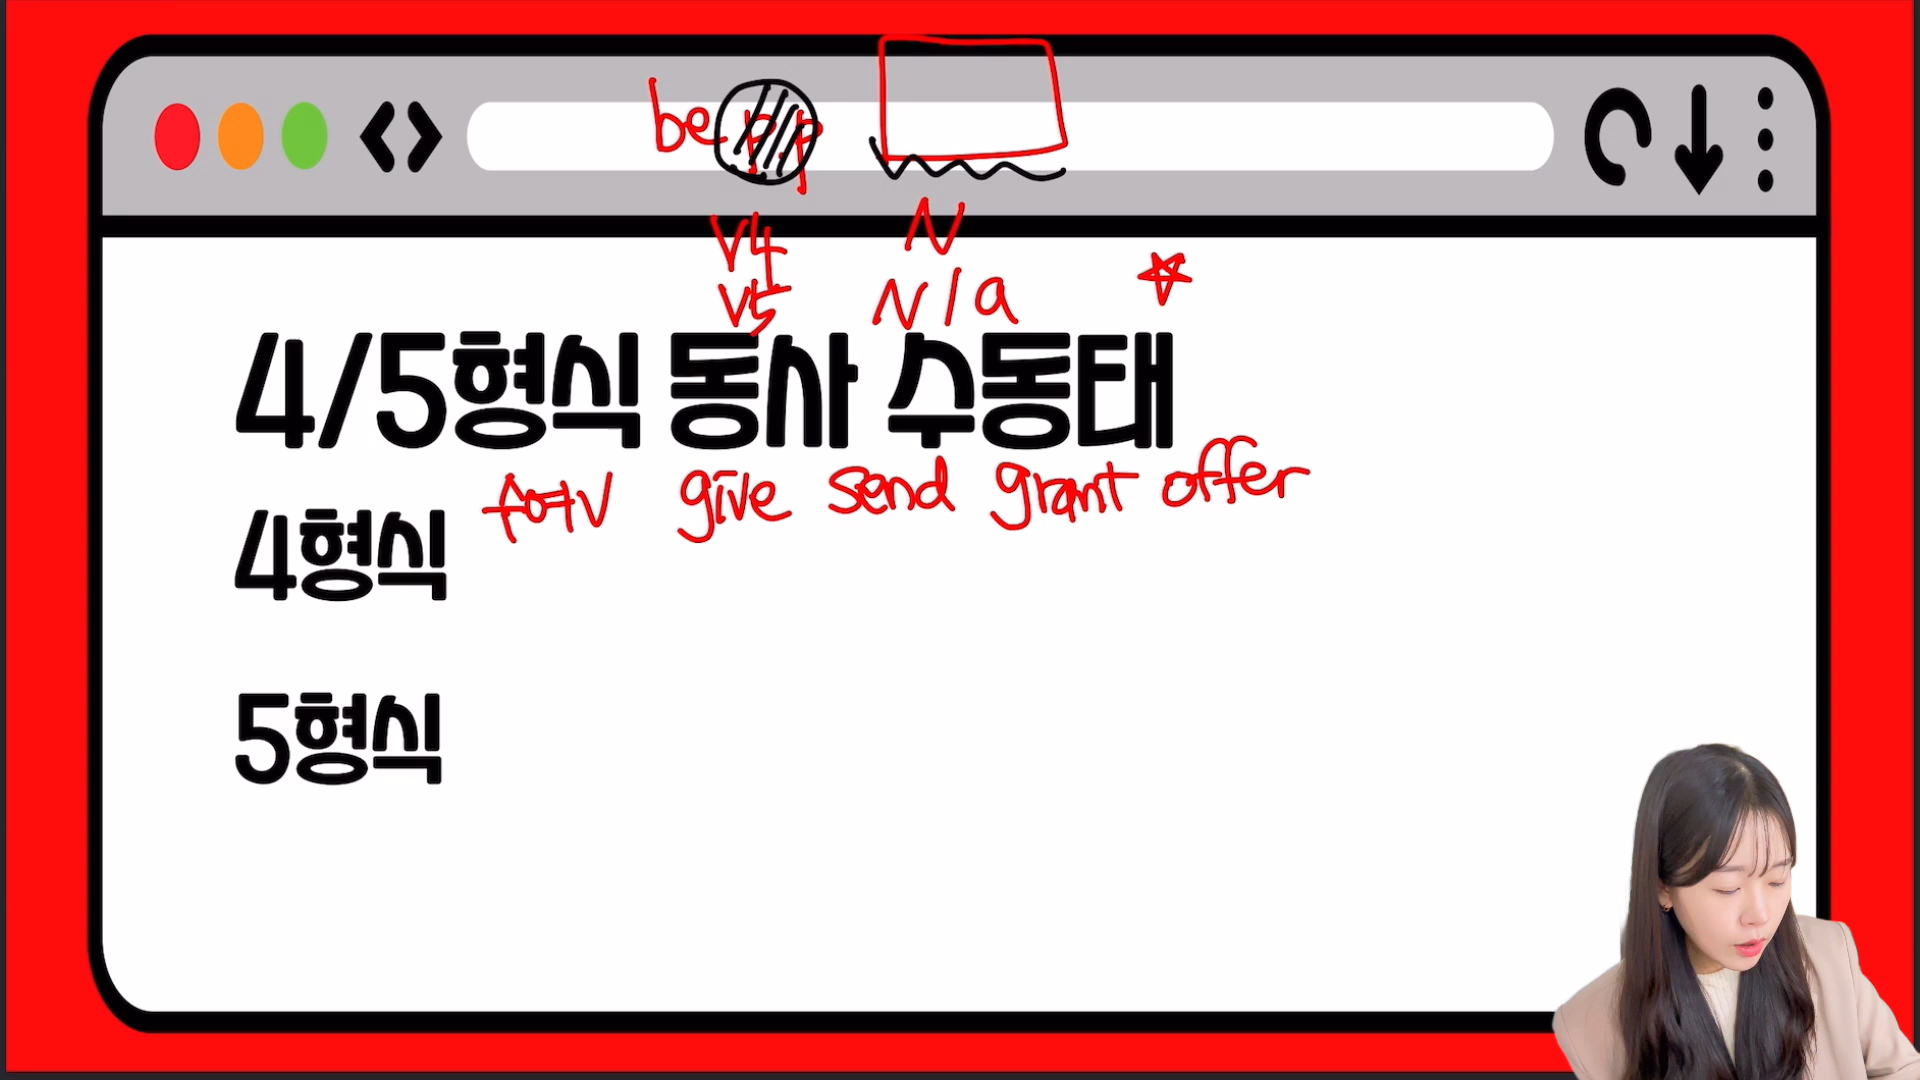 be p.p
V4 N
V5 N/a
4/5형식 동사 수동태
give send grant offer
4형식
5형식